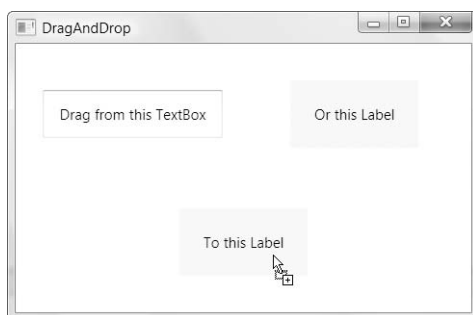 DragAndDrop
Drag from this TextBox
Or this Label
To this Label